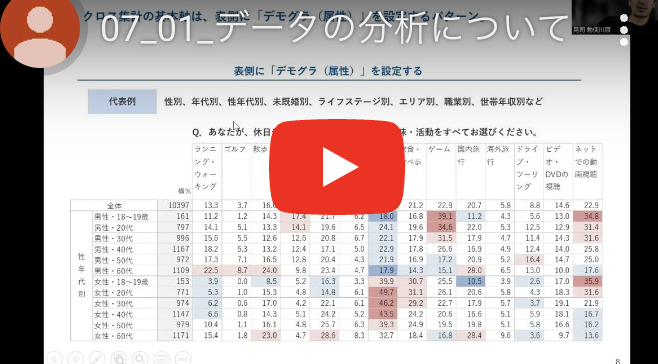 クロス集計の基本軸は、表側に「デモグラ（属性）」を設定するパターン
07_01_データの分析について
表側に「デモグラ（属性）」を設定する
代表例
性別、年代別、性年代別、未既婚別、ライフステージ別、エリア別、職業別、世帯年収別など
Q. あなたが、休日 味・活動をすべてお選びください。
ランニング・ウォーキング ゴルフ 散歩 ゲーム 国内旅行 海外旅行 ドライブ・ツーリング ビデオ・DVDの視聴 ネットでの動画視聴
横%
全体 10397 13.3 3.7 21.2 22.9 20.7 5.8 8.8 14.6 22.9
性年代別
男性・18～19歳 161 11.2 1.2 14.3 17.4 21.7 6.2 18.0 16.8 39.1 11.2 4.3 5.6 13.0 34.8
男性・20代 797 14.1 5.1 13.3 14.1 19.6 6.5 24.1 19.6 34.6 22.0 5.3 12.5 12.9 31.4
男性・30代 996 15.6 5.5 12.6 12.6 20.8 6.7 22.1 17.9 31.5 17.9 4.7 11.4 14.3 31.6
男性・40代 1167 18.2 5.3 13.2 12.4 17.1 5.0 22.9 17.8 26.6 16.9 4.9 12.4 14.0 25.8
男性・50代 972 17.3 7.1 16.5 12.8 20.4 4.3 21.9 16.9 17.2 20.9 5.2 16.4 14.7 25.0
男性・60代 1109 22.5 8.7 24.0 9.8 23.4 4.7 17.9 14.3 15.1 28.0 6.5 13.0 10.0 17.6
女性・18～19歳 153 3.9 0.0 8.5 15.2 16.3 3.3 39.9 30.7 25.5 10.5 3.9 2.6 17.0 35.9
女性・20代 771 5.3 1.0 15.3 4.8 14.8 6.1 49.7 31.1 26.1 20.6 5.8 4.3 18.3 31.6
女性・30代 974 6.2 0.6 17.0 4.2 22.1 6.1 46.2 29.2 22.7 17.9 5.7 3.7 19.1 21.9
女性・40代 1147 6.6 0.8 14.3 5.1 24.2 5.2 43.5 24.2 20.6 16.6 5.1 5.9 18.1 16.7
女性・50代 979 10.4 1.1 16.1 4.8 25.7 6.3 39.3 24.9 19.5 19.8 5.1 5.8 16.6 16.2
女性・60代 1171 15.4 1.8 23.0 4.7 28.6 8.3 32.7 18.4 16.8 28.4 9.6 3.6 9.7 13.6
8